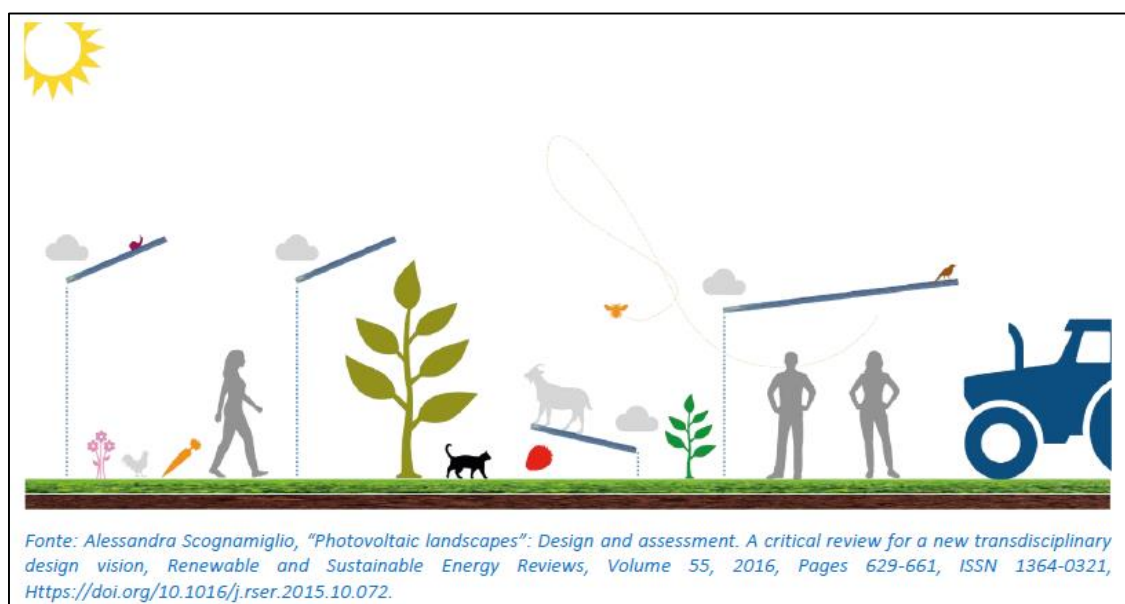 Fonte: Alessandra Scognamiglio, “Photovoltaic landscapes”: Design and assessment. A critical review for a new transdisciplinary
design vision, Renewable and Sustainable Energy Reviews, Volume 55, 2016, Pages 629-661, ISSN 1364-0321,
Https://doi.org/10.1016/j.rser.2015.10.072.